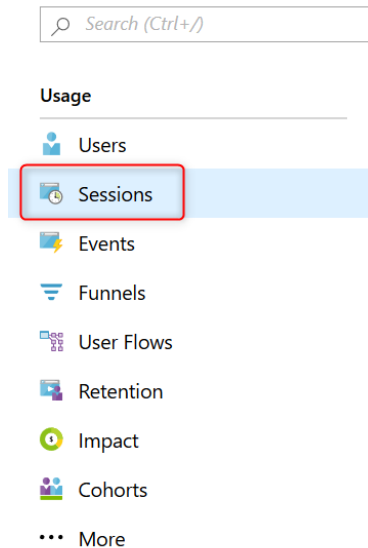 Search (Ctrl+/)
Usage
Users
Sessions
Events
Funnels
User Flows
Retention
Impact
Cohorts
More